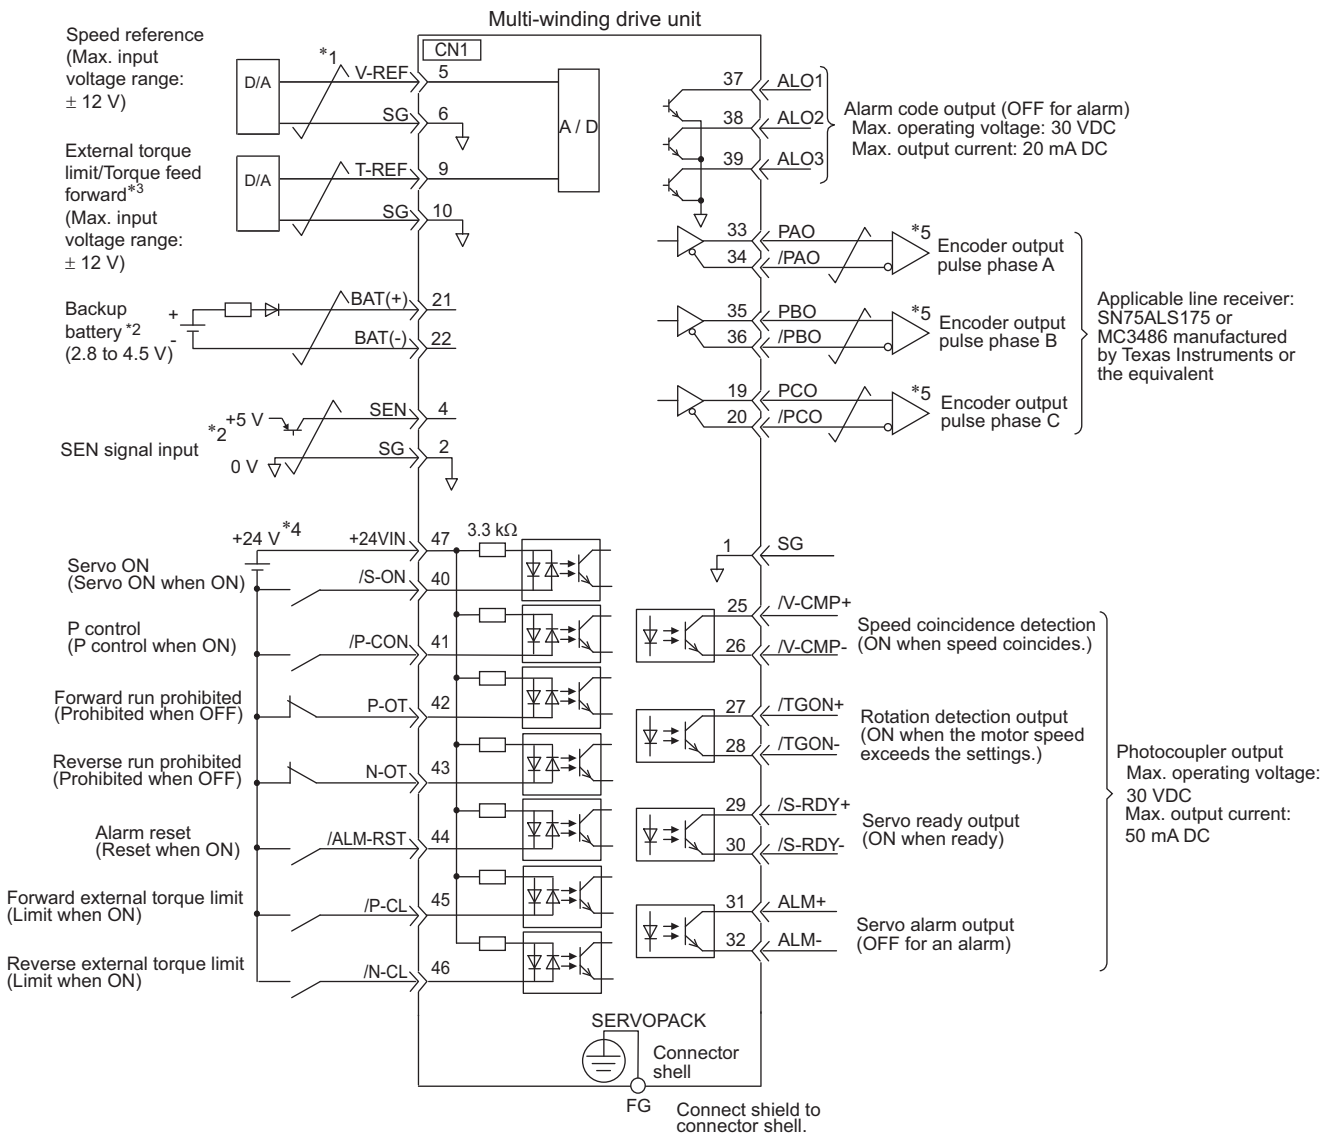 Multi-winding drive unit
CN1
Speed reference
(Max. input
voltage range:
± 12 V)
D/A
*1
V-REF
5
SG
6
A / D
External torque
limit/Torque feed
forward*3
(Max. input
voltage range:
± 12 V)
D/A
T-REF
9
SG
10
Backup
battery *2
(2.8 to 4.5 V)
+
-
BAT(+)
21
BAT(-)
22
SEN signal input
*2
+5 V
0 V
SEN
4
SG
2
+24 V *4
+24VIN
47
3.3 kΩ
Servo ON
(Servo ON when ON)
/S-ON
40
P control
(P control when ON)
/P-CON
41
Forward run prohibited
(Prohibited when OFF)
P-OT
42
Reverse run prohibited
(Prohibited when OFF)
N-OT
43
Alarm reset
(Reset when ON)
/ALM-RST
44
Forward external torque limit
(Limit when ON)
/P-CL
45
Reverse external torque limit
(Limit when ON)
/N-CL
46
37
ALO1
38
ALO2
39
ALO3
Alarm code output (OFF for alarm)
Max. operating voltage: 30 VDC
Max. output current: 20 mA DC
33
PAO
34
/PAO
*5
Encoder output
pulse phase A
35
PBO
36
/PBO
*5
Encoder output
pulse phase B
19
PCO
20
/PCO
*5
Encoder output
pulse phase C
Applicable line receiver:
SN75ALS175 or
MC3486 manufactured
by Texas Instruments or
the equivalent
1
SG
25
/V-CMP+
26
/V-CMP-
Speed coincidence detection
(ON when speed coincides.)
27
/TGON+
28
/TGON-
Rotation detection output
(ON when the motor speed
exceeds the settings.)
29
/S-RDY+
30
/S-RDY-
Servo ready output
(ON when ready)
31
ALM+
32
ALM-
Servo alarm output
(OFF for an alarm)
Photocoupler output
Max. operating voltage:
30 VDC
Max. output current:
50 mA DC
SERVOPACK
Connector
shell
FG
Connect shield to
connector shell.